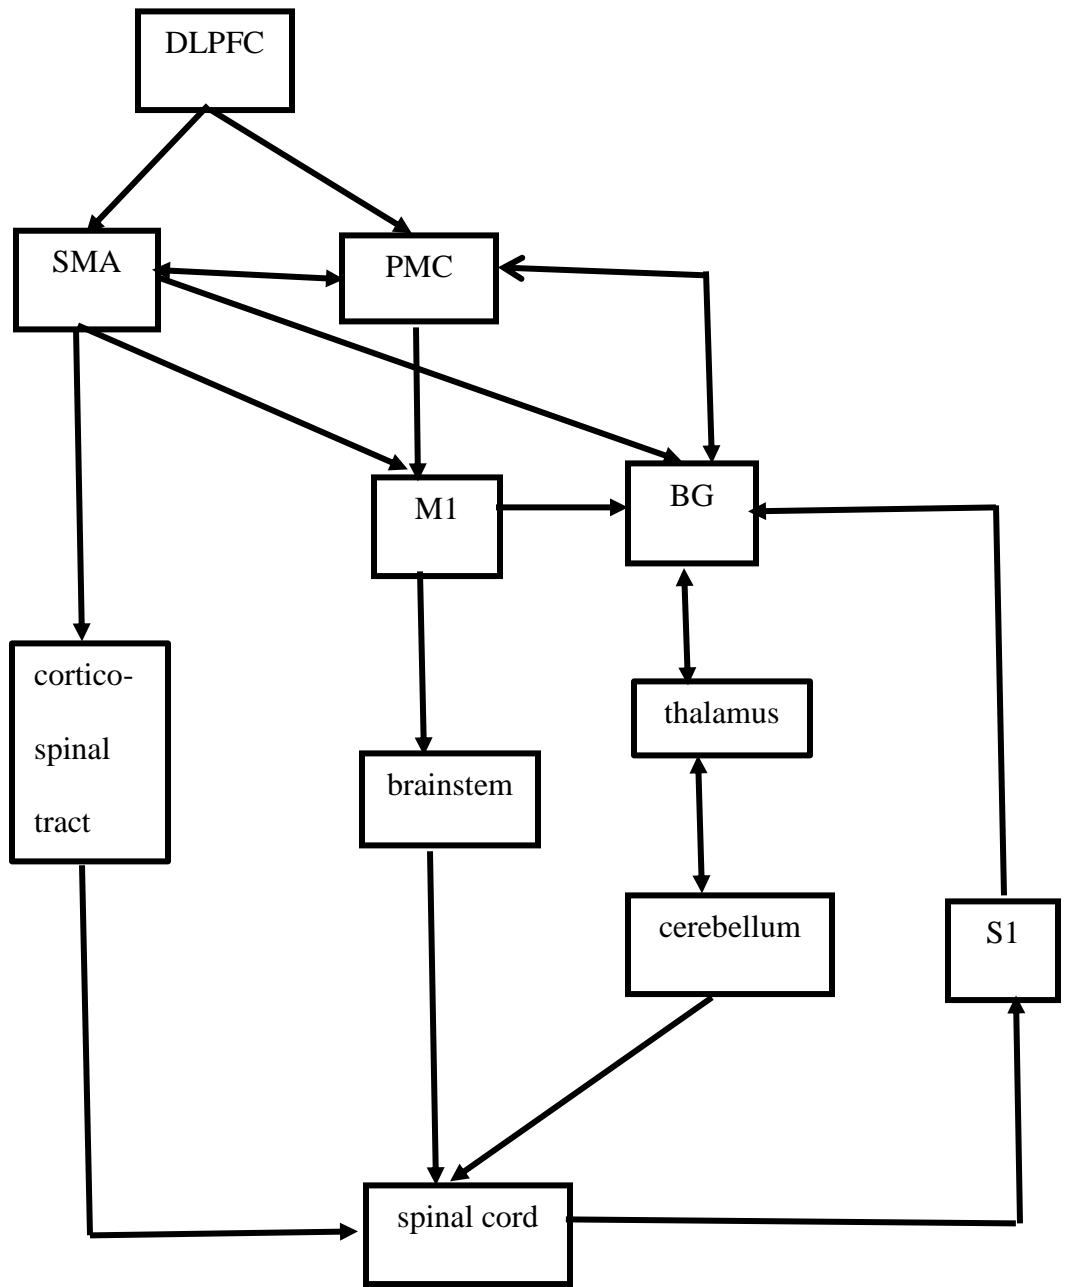 DLPFC
SMA
PMC
M1
BG
cortico-
spinal
tract
thalamus
brainstem
cerebellum
S1
spinal cord